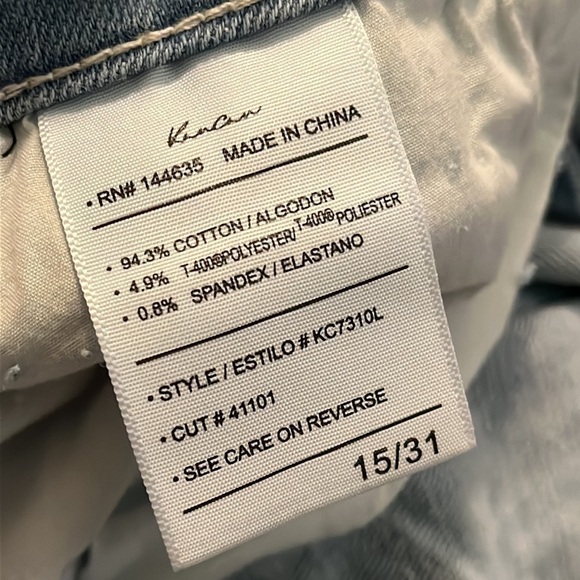 KanCan
• RN# 144635 MADE IN CHINA
• 94.3% COTTON / ALGODON
• 4.9% T-400®POLYESTER/T-400®POLIESTER
• 0.8% SPANDEX / ELASTANO
• STYLE / ESTILO # KC7310L
• CUT # 41101
• SEE CARE ON REVERSE
15/31